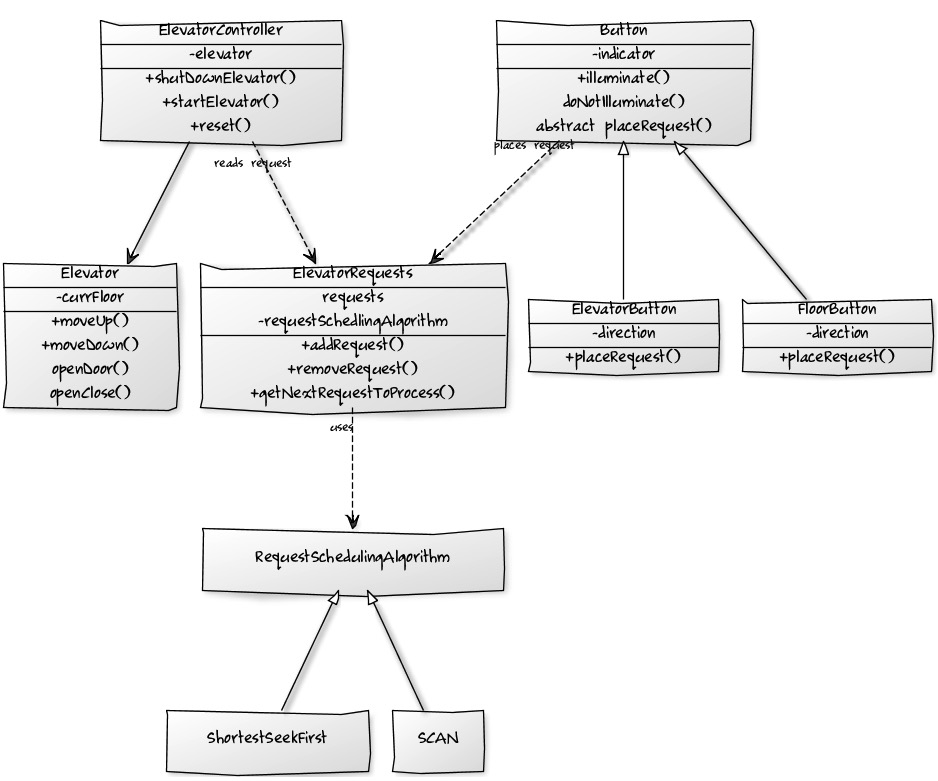 ElevatorController
-elevator
+shutDownElevator()
+startElevator()
+reset()
Button
-indicator
+illuminate()
doNotIlluminate()
abstract placeRequest()
reads request
places request
Elevator
-currFloor
+moveUp()
+moveDown()
openDoor()
openClose()
ElevatorRequests
requests
-requestSchedlingAlgorithm
+addRequest()
+removeRequest()
+getNextRequestToProcess()
ElevatorButton
-direction
+placeRequest()
FloorButton
-direction
+placeRequest()
uses
RequestSchedulingAlgorithm
ShortestSeekFirst
SCAN